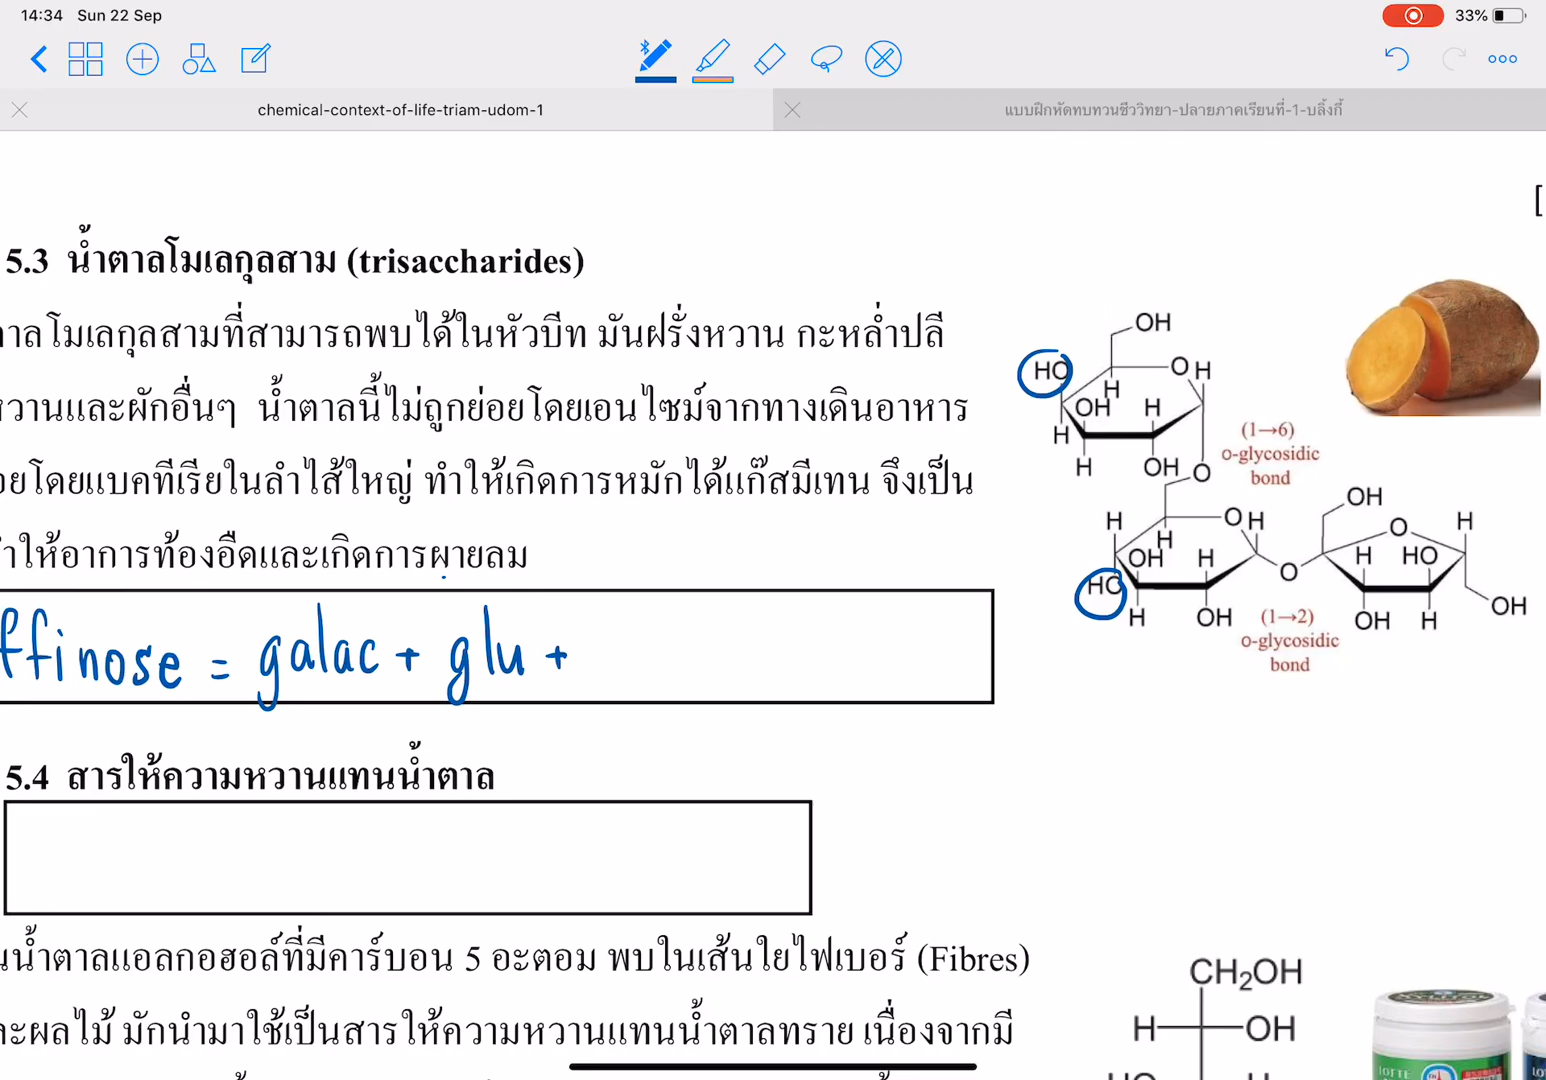 14:34 Sun 22 Sep
33%
chemical-context-of-life-triam-udom-1
แบบฝึกหัดทบทวนชีววิทยา-ปลายภาคเรียนที่-1-บลิ้งกี้
[
5.3 น้ำตาลโมเลกุลสาม (trisaccharides)
าลโมเลกุลสามที่สามารถพบได้ในหัวบีท มันฝรั่งหวาน กะหล่ำปลี
หวานและผักอื่นๆ น้ำตาลนี้ไม่ถูกย่อยโดยเอนไซม์จากทางเดินอาหาร
อยโดยแบคทีเรียในลำไส้ใหญ่ ทำให้เกิดการหมักได้แก๊สมีเทน จึงเป็น
ำให้อาการท้องอืดและเกิดการผายลม
ffinose = galac + glu +
OH
HO
O H
H
OH H
H
H
OH
O
(1→6)
o-glycosidic
bond
H
O H
H
OH H
HO
H
OH
O
(1→2)
o-glycosidic
bond
OH
O
H
H HO
OH H
OH
5.4 สารให้ความหวานแทนน้ำตาล
นน้ำตาลแอลกอฮอล์ที่มีคาร์บอน 5 อะตอม พบในเส้นใยไฟเบอร์ (Fibres)
ละผลไม้ มักนำมาใช้เป็นสารให้ความหวานแทนน้ำตาลทราย เนื่องจากมี
CH₂OH
H OH
HO H
LOTTE